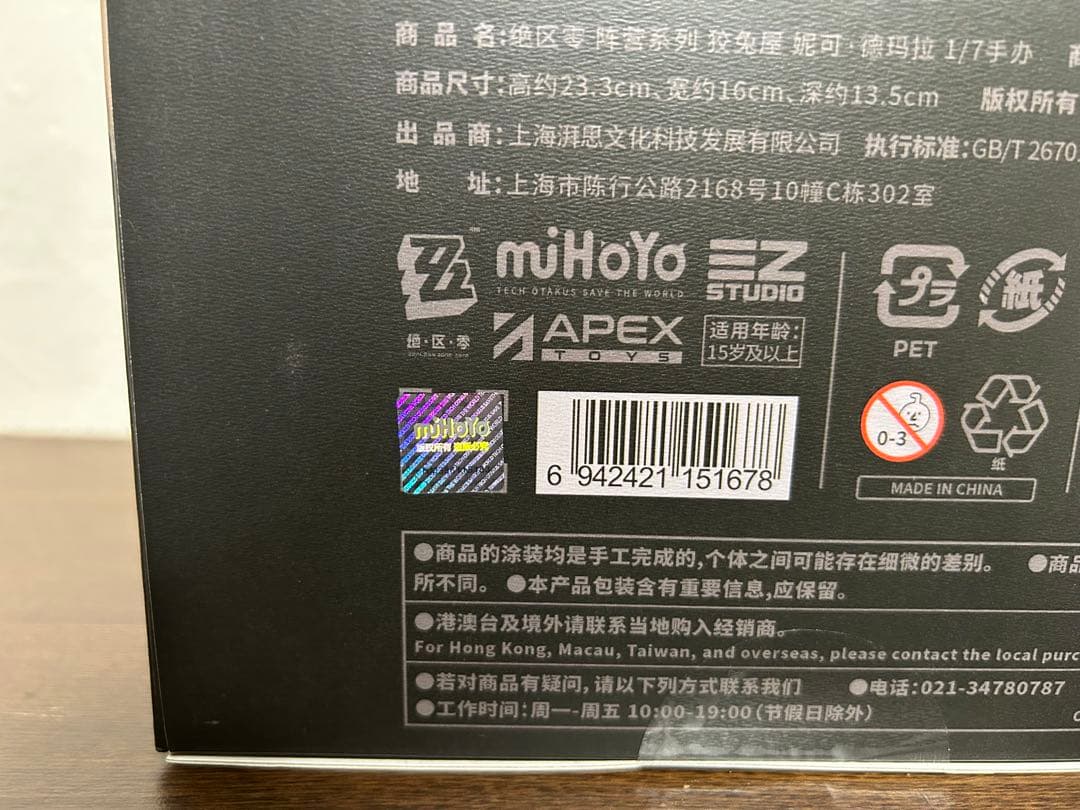 商 品 名:绝区零 阵营系列 狡兔屋 妮可·德玛拉 1/7手办
商品尺寸:高约23.3cm、宽约16cm、深约13.5cm 版权所有
出 品 商:上海湃思文化科技发展有限公司 执行标准:GB/T 2670
地 址:上海市陈行公路2168号10幢C栋302室
绝·区·零
miHoYo
TECH OTAKUS SAVE THE WORLD
EZ
STUDIO
APEX
TOYS
适用年龄:
15岁及以上
プラ
PET
紙
miHoYo
版权所有
6 942421 151678
0-3
纸
MADE IN CHINA
●商品的涂装均是手工完成的,个体之间可能存在细微的差别。 ●商品
所不同。 ●本产品包装含有重要信息,应保留。
●港澳台及境外请联系当地购入经销商。
For Hong Kong, Macau, Taiwan, and overseas, please contact the local purc
●若对商品有疑问,请以下列方式联系我们 ●电话:021-34780787
●工作时间:周一-周五 10:00-19:00(节假日除外)